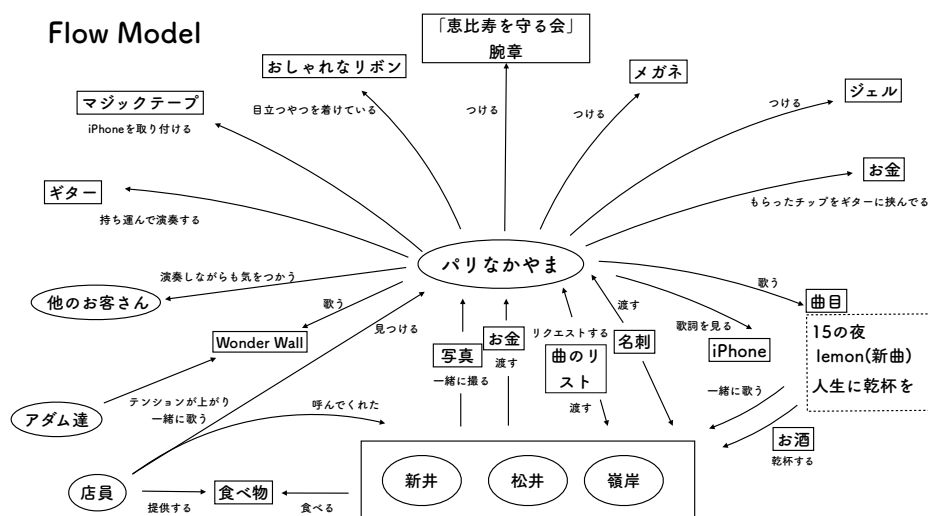 Flow Model
「恵比寿を守る会」
腕章
おしゃれなリボン
メガネ
ジェル
マジックテープ
目立つやつを着けている
つける
つける
つける
iPhoneを取り付ける
お金
ギター
もらったチップをギターに挟んでる
持ち運んで演奏する
パリなかやま
演奏しながらも気をつかう
他のお客さん
歌う
歌う
渡す
曲目
見つける
お金
リクエストする
名刺
歌詞を見る
15の夜
lemon(新曲)
人生に乾杯を
Wonder Wall
写真
渡す
曲のリ
スト
iPhone
一緒に撮る
一緒に歌う
テンションが上がり
一緒に歌う
呼んでくれた
渡す
アダム達
お酒
乾杯する
新井
松井
嶺岸
店員
食べ物
提供する
食べる